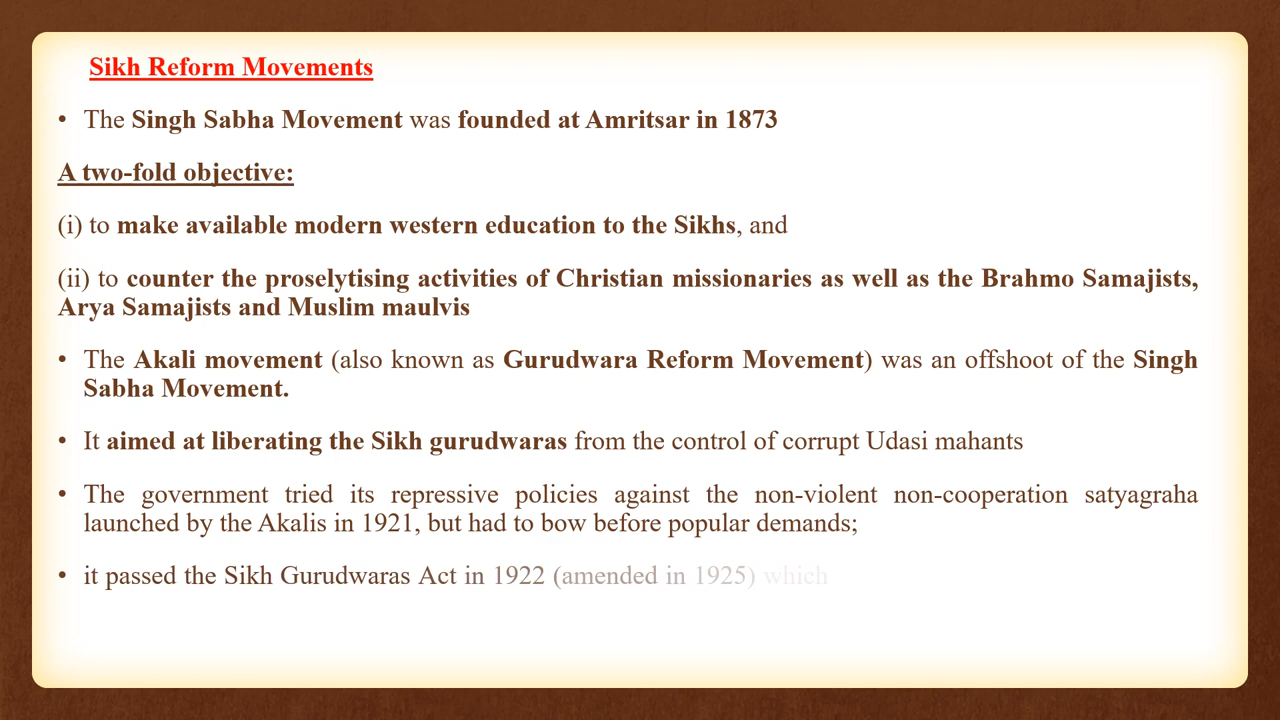 Sikh Reform Movements
• The Singh Sabha Movement was founded at Amritsar in 1873
A two-fold objective:
(i) to make available modern western education to the Sikhs, and
(ii) to counter the proselytising activities of Christian missionaries as well as the Brahmo Samajists,
Arya Samajists and Muslim maulvis
• The Akali movement (also known as Gurudwara Reform Movement) was an offshoot of the Singh
Sabha Movement.
• It aimed at liberating the Sikh gurudwaras from the control of corrupt Udasi mahants
• The government tried its repressive policies against the non-violent non-cooperation satyagraha
launched by the Akalis in 1921, but had to bow before popular demands;
• it passed the Sikh Gurudwaras Act in 1922 (amended in 1925) which